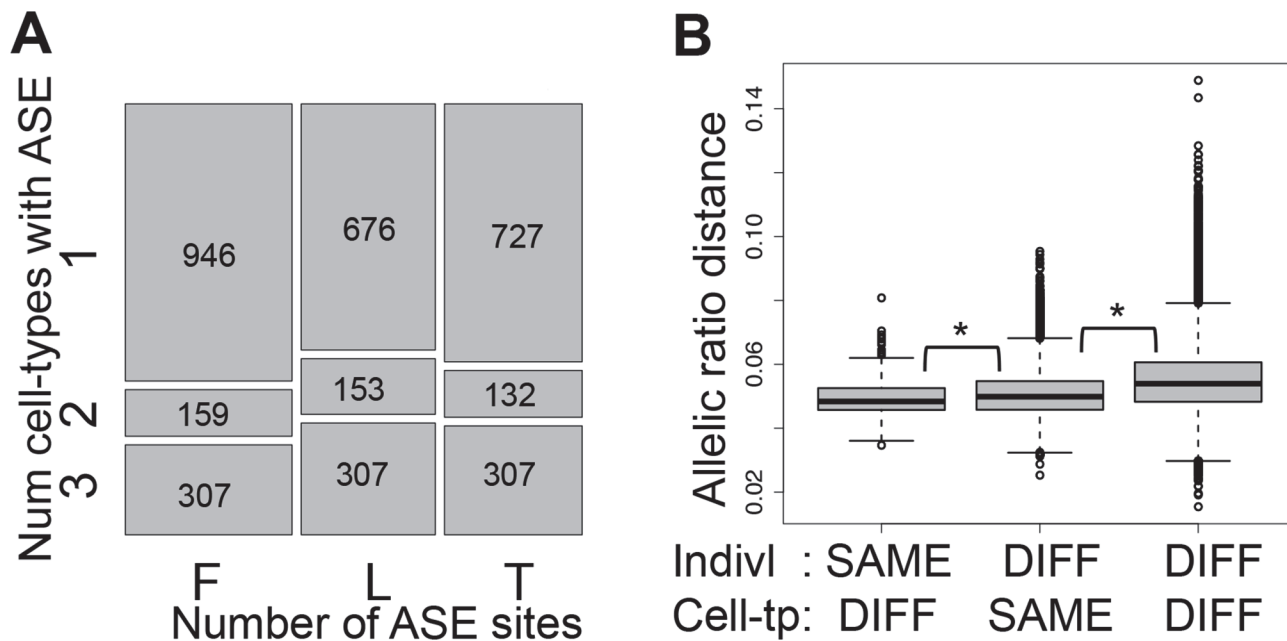 A
Num cell-types with ASE
1
2
3
946
676
727
159
153
132
307
307
307
F L T
Number of ASE sites
B
Allelic ratio distance
0.14
0.10
0.06
0.02
*
*
Indivl : SAME DIFF DIFF
Cell-tp: DIFF SAME DIFF